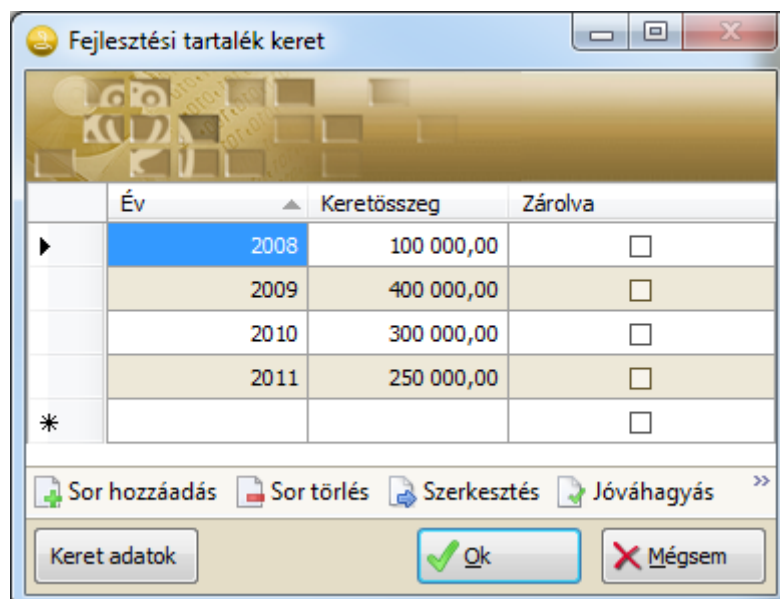 Fejlesztési tartalék keret
Év Keretösszeg Zárolva
2008 100 000,00
2009 400 000,00
2010 300 000,00
2011 250 000,00
Sor hozzáadás Sor törlés Szerkesztés Jóváhagyás »
Keret adatok Ok Mégsem